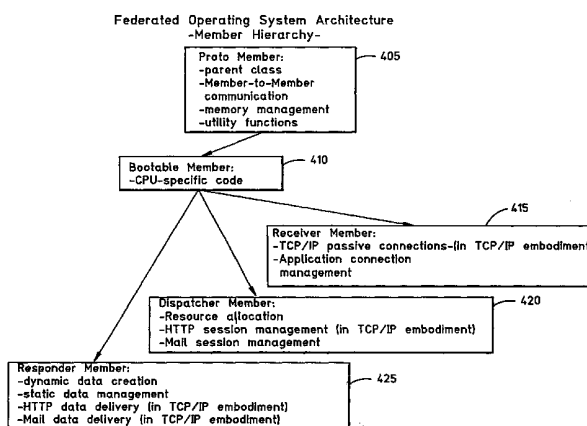 Federated Operating System Architecture
-Member Hierarchy-
Proto Member:
-parent class
-Member-to-Member
communication
-memory management
-utility functions
405
Bootable Member:
-CPU-specific code
410
415
Receiver Member:
-TCP/IP passive connections-(in TCP/IP embodiment
-Application connection
management
420
Dispatcher Member:
-Resource allocation
-HTTP session management (in TCP/IP embodiment)
-Mail session management
425
Responder Member:
-dynamic data creation
-static data management
-HTTP data delivery (in TCP/IP embodiment)
-Mail data delivery (in TCP/IP embodiment)